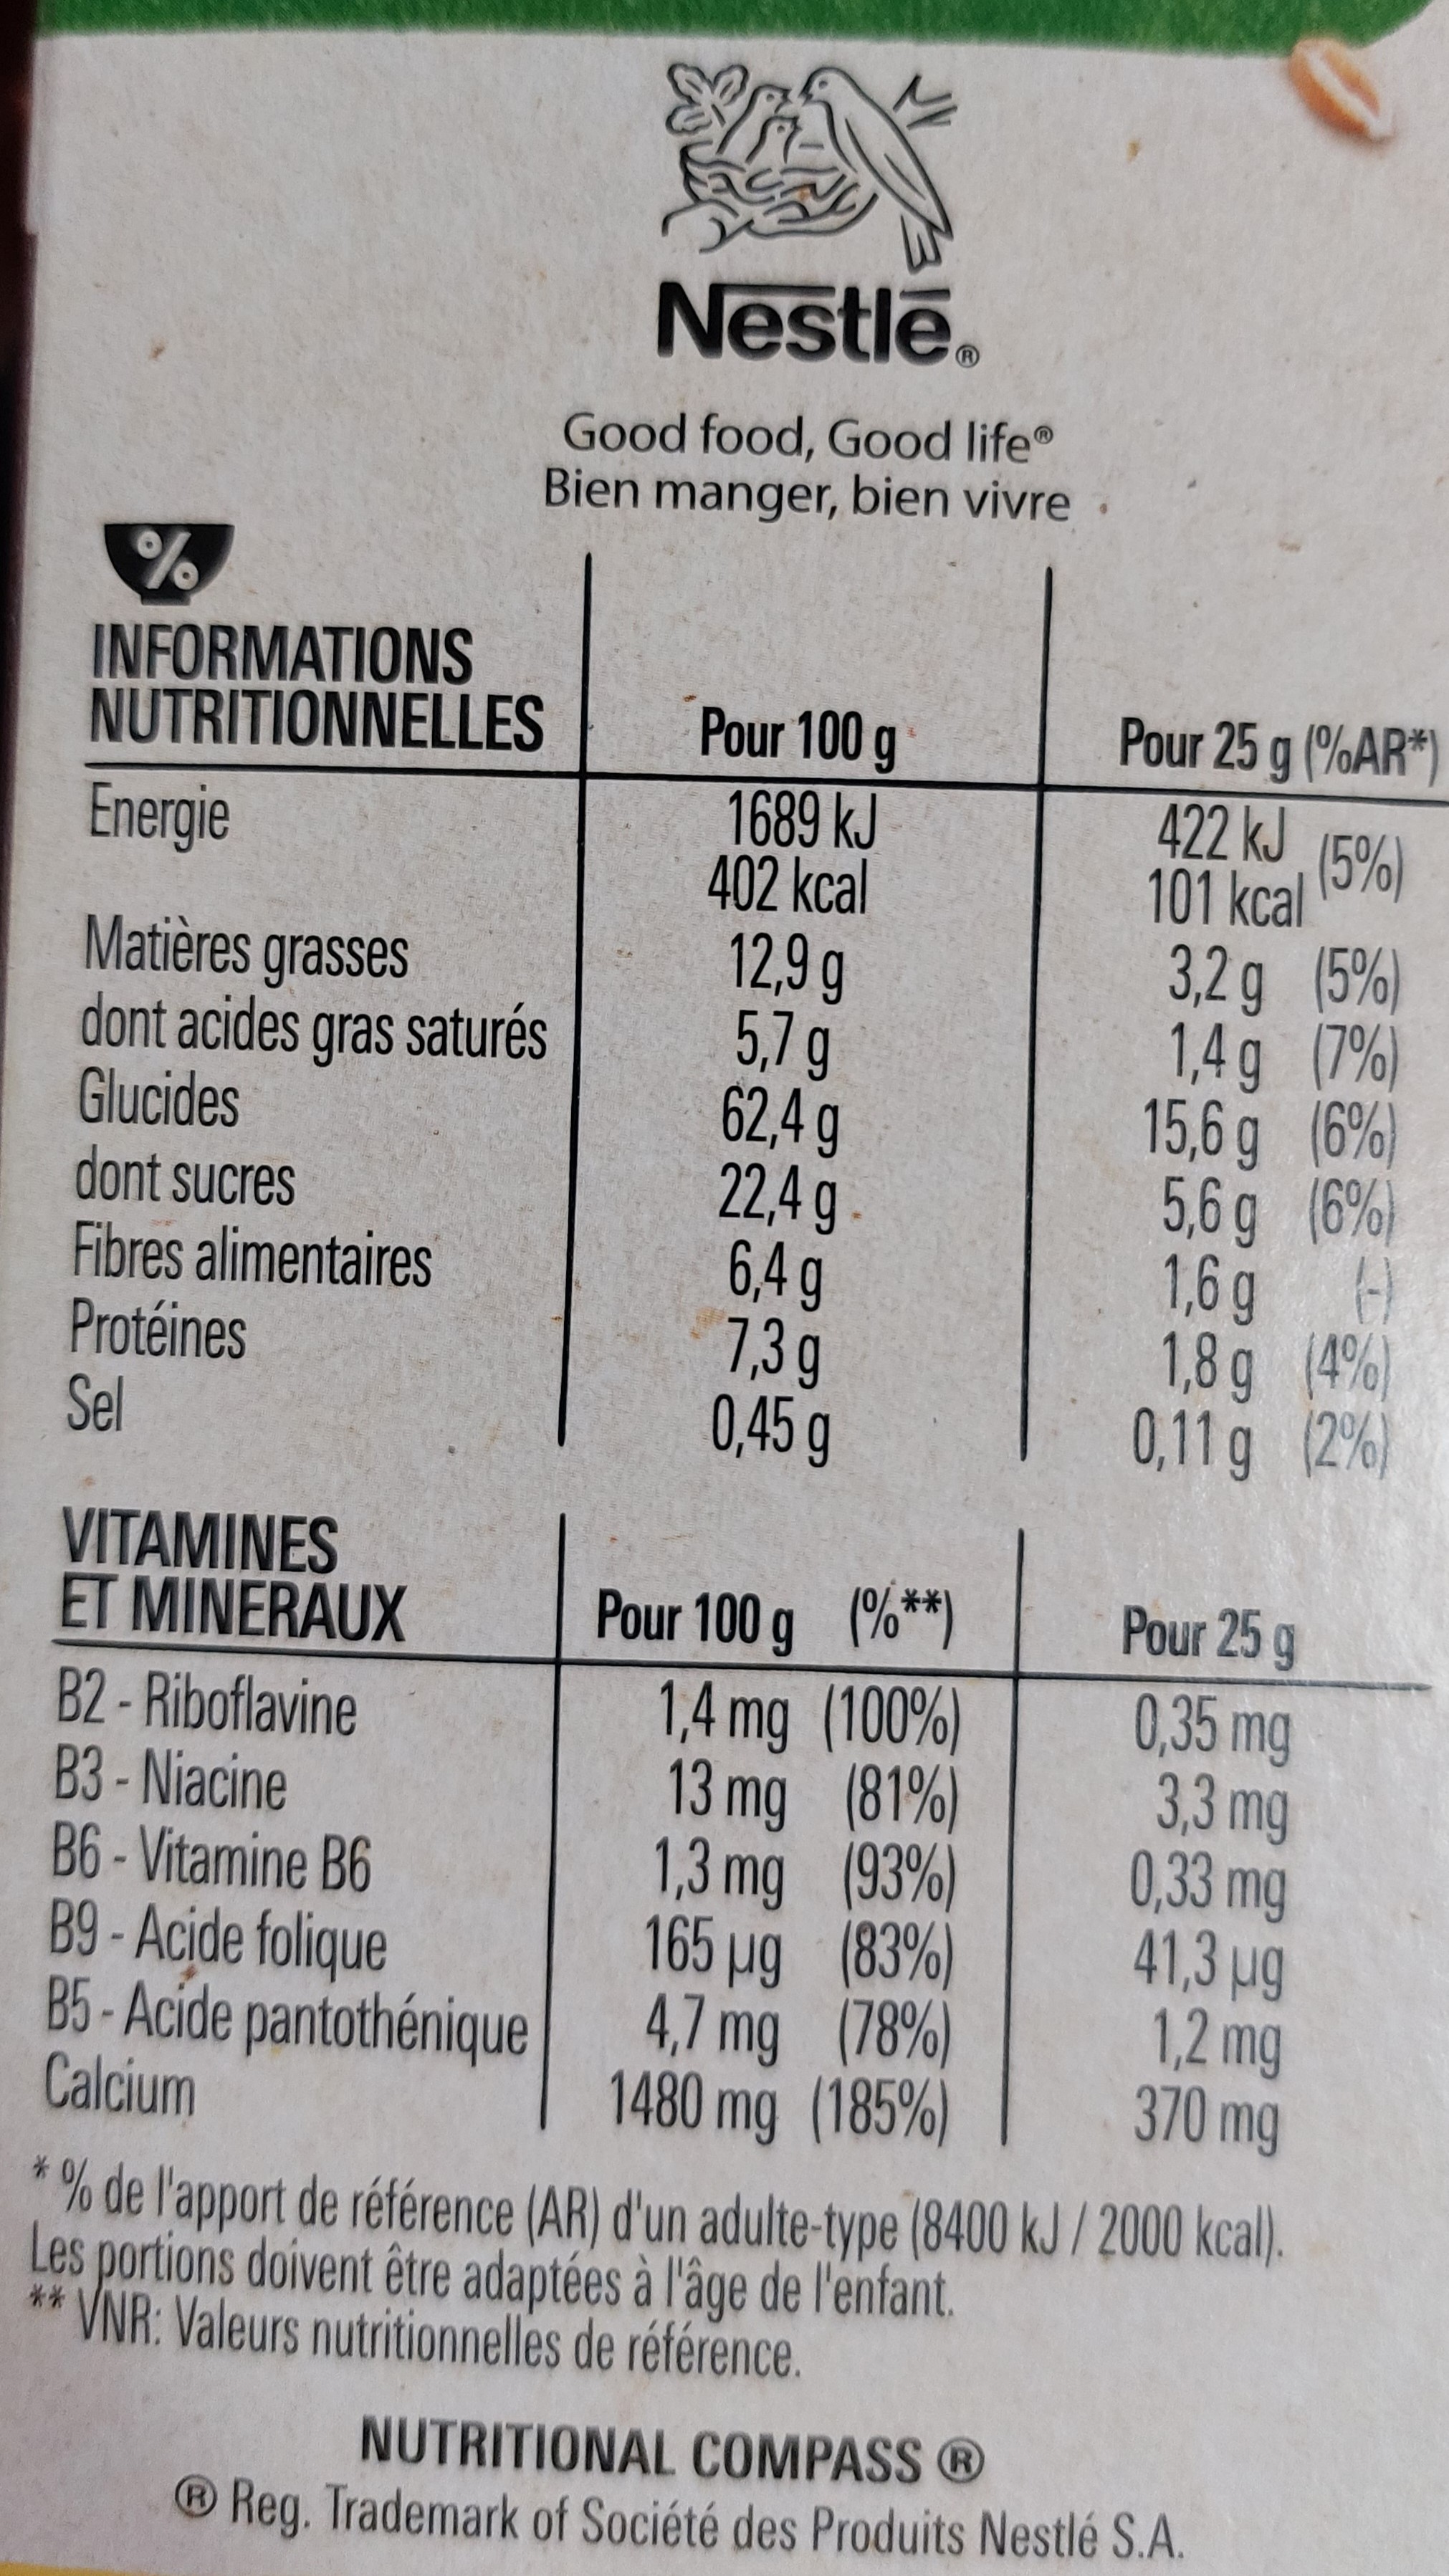 Nestlé®
Good food, Good life®
Bien manger, bien vivre
%
INFORMATIONS
NUTRITIONNELLES Pour 100 g Pour 25 g (%AR*)
Energie 1689 kJ 422 kJ (5%)
402 kcal 101 kcal
Matières grasses 12,9 g 3,2 g (5%)
dont acides gras saturés 5,7 g 1,4 g (7%)
Glucides 62,4 g 15,6 g (6%)
dont sucres 22,4 g 5,6 g (6%)
Fibres alimentaires 6,4 g 1,6 g (-)
Protéines 7,3 g 1,8 g (4%)
Sel 0,45 g 0,11 g (2%)
VITAMINES
ET MINERAUX Pour 100 g (%**) Pour 25 g
B2 - Riboflavine 1,4 mg (100%) 0,35 mg
B3 - Niacine 13 mg (81%) 3,3 mg
B6 - Vitamine B6 1,3 mg (93%) 0,33 mg
B9 - Acide folique 165 µg (83%) 41,3 µg
B5 - Acide pantothénique 4,7 mg (78%) 1,2 mg
Calcium 1480 mg (185%) 370 mg
* % de l'apport de référence (AR) d'un adulte-type (8400 kJ / 2000 kcal).
Les portions doivent être adaptées à l'âge de l'enfant.
** VNR: Valeurs nutritionnelles de référence.
NUTRITIONAL COMPASS ®
® Reg. Trademark of Société des Produits Nestlé S.A.